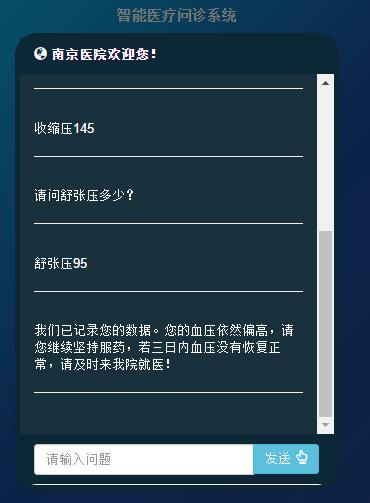 智能医疗问诊系统
南京医院欢迎您!
收缩压145
请问舒张压多少?
舒张压95
我们已记录您的数据。您的血压依然偏高，请
您继续坚持服药，若三日内血压没有恢复正
常，请及时来我院就医!
请输入问题
发送